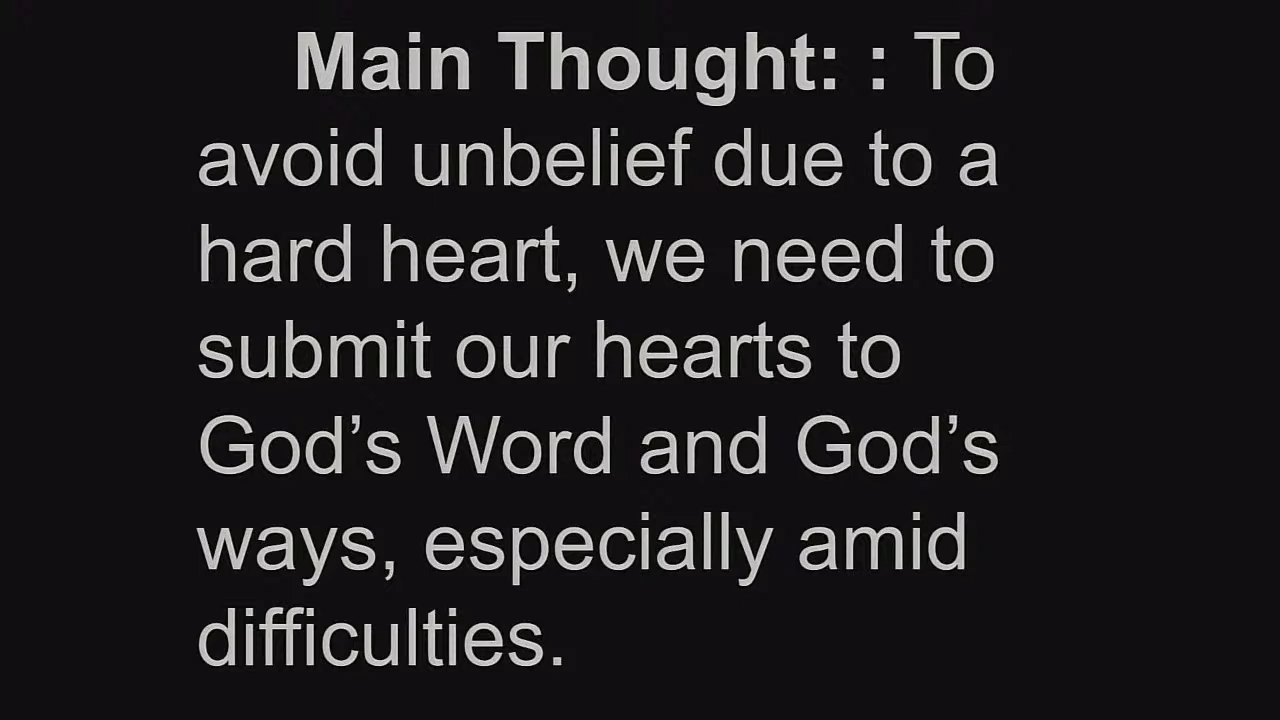 Main Thought: : To
avoid unbelief due to a
hard heart, we need to
submit our hearts to
God’s Word and God’s
ways, especially amid
difficulties.